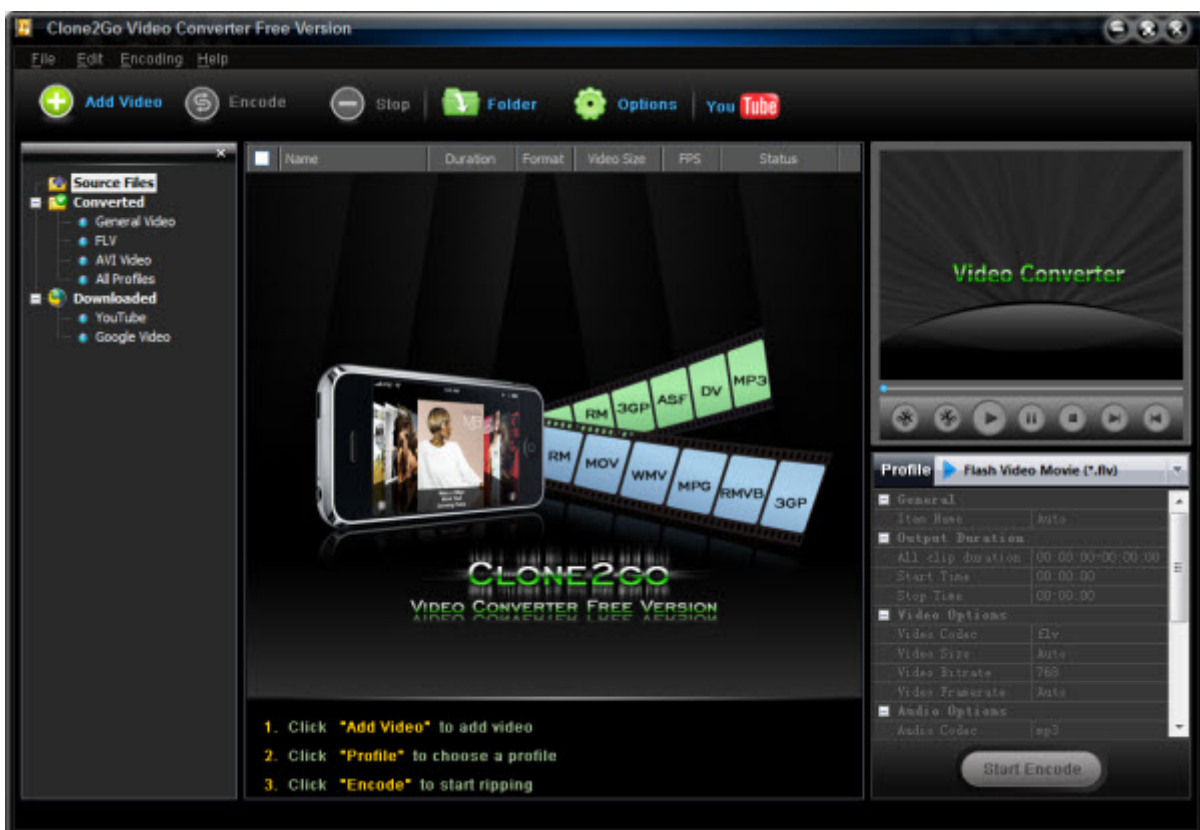 Clone2Go Video Converter Free Version
File Edit Encoding Help
Add Video Encode Stop Folder Options You Tube
Name Duration Format Video Size FPS Status
Source Files
Converted
General Video
FLV
AVI Video
All Profiles
Downloaded
YouTube
Google Video
RM 3GP ASF DV MP3
RM MOV WMV MPG RMVB 3GP
CLONE2GO
VIDEO CONVERTER FREE VERSION
1. Click "Add Video" to add video
2. Click "Profile" to choose a profile
3. Click "Encode" to start ripping
Video Converter
Profile Flash Video Movie (*.flv)
General
Item Name Auto
Output Duration
All clip duration 00:00:00-00:00:00
Start Time 00:00:00
Stop Time 00:00:00
Video Options
Video Codec flv
Video Size Auto
Video Bitrate 768
Video Framerate Auto
Audio Options
Audio Codec mp3
Start Encode